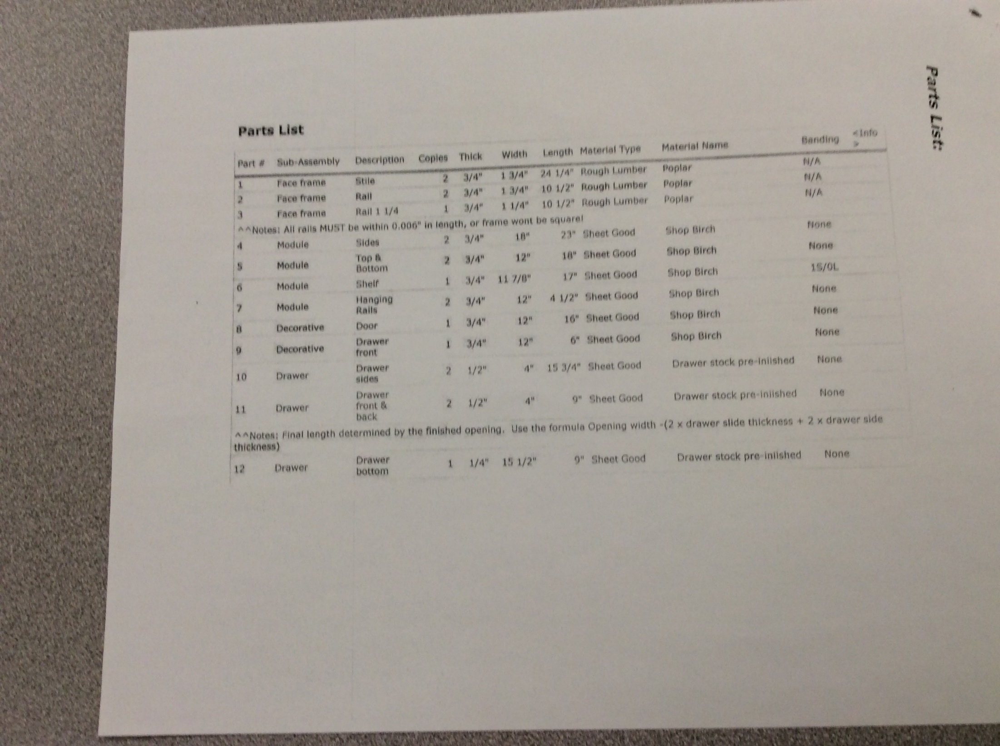 Parts List:
Parts List
Part # Sub-Assembly Description Copies Thick Width Length Material Type Material Name Banding <Info
>
1 Face frame Stile 2 3/4" 1 3/4" 24 1/4" Rough Lumber Poplar N/A
2 Face frame Rail 2 3/4" 1 3/4" 10 1/2" Rough Lumber Poplar N/A
3 Face frame Rail 1 1/4 1 3/4" 1 1/4" 10 1/2" Rough Lumber Poplar N/A
^^Notes: All rails MUST be within 0.006" in length, or frame wont be square!
4 Module Sides 2 3/4" 18" 23" Sheet Good Shop Birch None
5 Module Top &
Bottom 2 3/4" 12" 18" Sheet Good Shop Birch None
6 Module Shelf 1 3/4" 11 7/8" 17" Sheet Good Shop Birch 1S/0L
7 Module Hanging
Rails 2 3/4" 12" 4 1/2" Sheet Good Shop Birch None
8 Decorative Door 1 3/4" 12" 16" Sheet Good Shop Birch None
9 Decorative Drawer
front 1 3/4" 12" 6" Sheet Good Shop Birch None
10 Drawer Drawer
sides 2 1/2" 4" 15 3/4" Sheet Good Drawer stock pre-iniished None
11 Drawer Drawer
front &
back 2 1/2" 4" 9" Sheet Good Drawer stock pre-iniished None
^^Notes: Final length determined by the finished opening. Use the formula Opening width -(2 x drawer slide thickness + 2 x drawer side
thickness)
12 Drawer Drawer
bottom 1 1/4" 15 1/2" 9" Sheet Good Drawer stock pre-iniished None